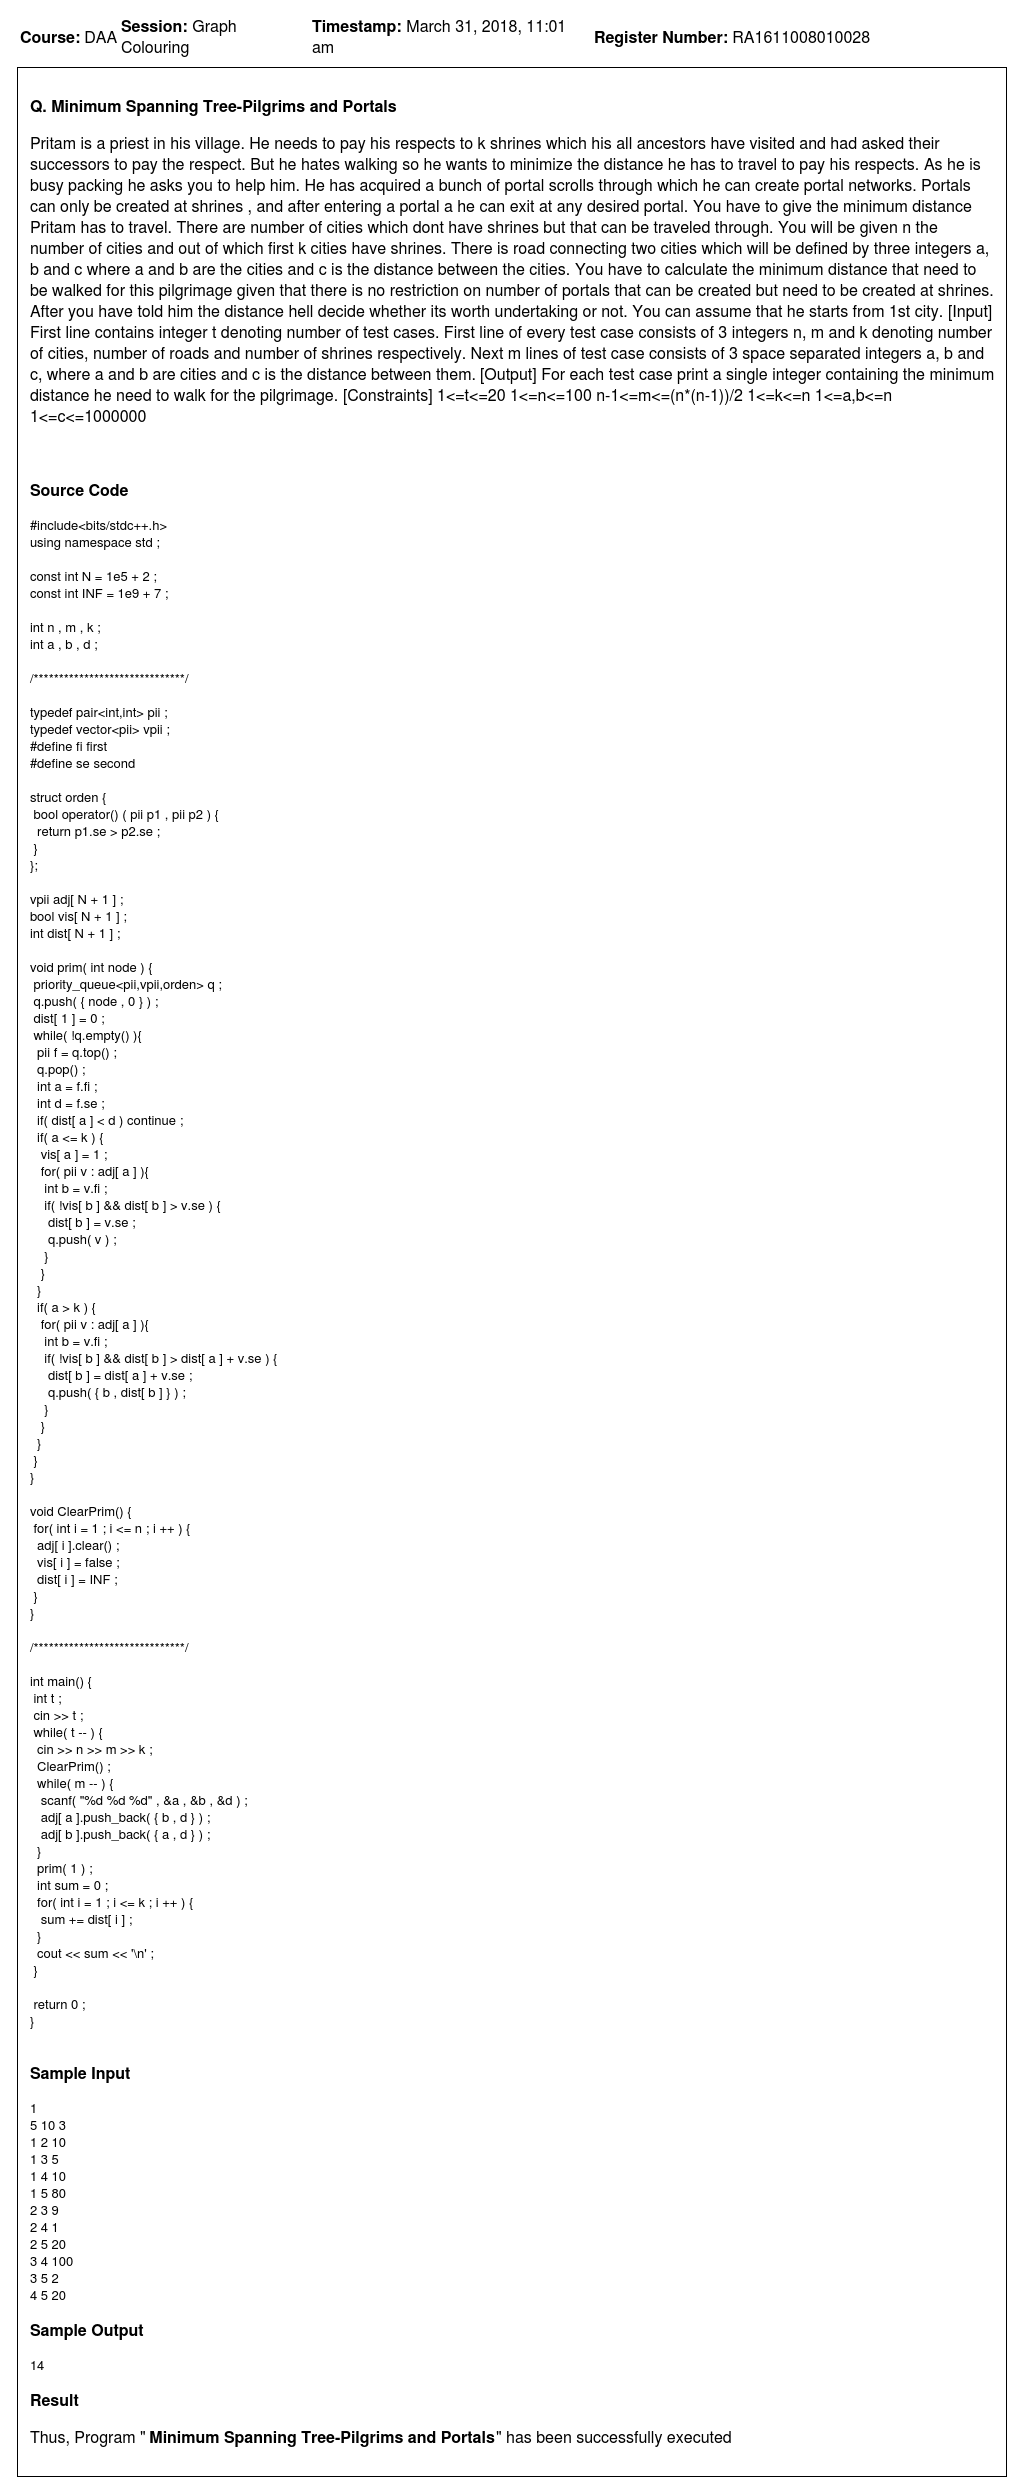 Course: DAA Session: Graph Colouring Timestamp: March 31, 2018, 11:01 am Register Number: RA1611008010028
Q. Minimum Spanning Tree-Pilgrims and Portals
Pritam is a priest in his village. He needs to pay his respects to k shrines which his all ancestors have visited and had asked their
successors to pay the respect. But he hates walking so he wants to minimize the distance he has to travel to pay his respects. As he is
busy packing he asks you to help him. He has acquired a bunch of portal scrolls through which he can create portal networks. Portals
can only be created at shrines , and after entering a portal a he can exit at any desired portal. You have to give the minimum distance
Pritam has to travel. There are number of cities which dont have shrines but that can be traveled through. You will be given n the
number of cities and out of which first k cities have shrines. There is road connecting two cities which will be defined by three integers a,
b and c where a and b are the cities and c is the distance between the cities. You have to calculate the minimum distance that need to
be walked for this pilgrimage given that there is no restriction on number of portals that can be created but need to be created at shrines.
After you have told him the distance hell decide whether its worth undertaking or not. You can assume that he starts from 1st city. [Input]
First line contains integer t denoting number of test cases. First line of every test case consists of 3 integers n, m and k denoting number
of cities, number of roads and number of shrines respectively. Next m lines of test case consists of 3 space separated integers a, b and
c, where a and b are cities and c is the distance between them. [Output] For each test case print a single integer containing the minimum
distance he need to walk for the pilgrimage. [Constraints] 1<=t<=20 1<=n<=100 n-1<=m<=(n*(n-1))/2 1<=k<=n 1<=a,b<=n
1<=c<=1000000
Source Code
#include<bits/stdc++.h>
using namespace std ;
const int N = 1e5 + 2 ;
const int INF = 1e9 + 7 ;
int n , m , k ;
int a , b , d ;
/******************************/
typedef pair<int,int> pii ;
typedef vector<pii> vpii ;
#define fi first
#define se second
struct orden {
bool operator() ( pii p1 , pii p2 ) {
return p1.se > p2.se ;
}
};
vpii adj[ N + 1 ] ;
bool vis[ N + 1 ] ;
int dist[ N + 1 ] ;
void prim( int node ) {
priority_queue<pii,vpii,orden> q ;
q.push( { node , 0 } ) ;
dist[ 1 ] = 0 ;
while( !q.empty() ){
pii f = q.top() ;
q.pop() ;
int a = f.fi ;
int d = f.se ;
if( dist[ a ] < d ) continue ;
if( a <= k ) {
vis[ a ] = 1 ;
for( pii v : adj[ a ] ){
int b = v.fi ;
if( !vis[ b ] && dist[ b ] > v.se ) {
dist[ b ] = v.se ;
q.push( v ) ;
}
}
}
if( a > k ) {
for( pii v : adj[ a ] ){
int b = v.fi ;
if( !vis[ b ] && dist[ b ] > dist[ a ] + v.se ) {
dist[ b ] = dist[ a ] + v.se ;
q.push( { b , dist[ b ] } ) ;
}
}
}
}
}
void ClearPrim() {
for( int i = 1 ; i <= n ; i ++ ) {
adj[ i ].clear() ;
vis[ i ] = false ;
dist[ i ] = INF ;
}
}
/******************************/
int main() {
int t ;
cin >> t ;
while( t -- ) {
cin >> n >> m >> k ;
ClearPrim() ;
while( m -- ) {
scanf( "%d %d %d" , &a , &b , &d ) ;
adj[ a ].push_back( { b , d } ) ;
adj[ b ].push_back( { a , d } ) ;
}
prim( 1 ) ;
int sum = 0 ;
for( int i = 1 ; i <= k ; i ++ ) {
sum += dist[ i ] ;
}
cout << sum << '\n' ;
}
return 0 ;
}
Sample Input
1
5 10 3
1 2 10
1 3 5
1 4 10
1 5 80
2 3 9
2 4 1
2 5 20
3 4 100
3 5 2
4 5 20
Sample Output
14
Result
Thus, Program " Minimum Spanning Tree-Pilgrims and Portals" has been successfully executed